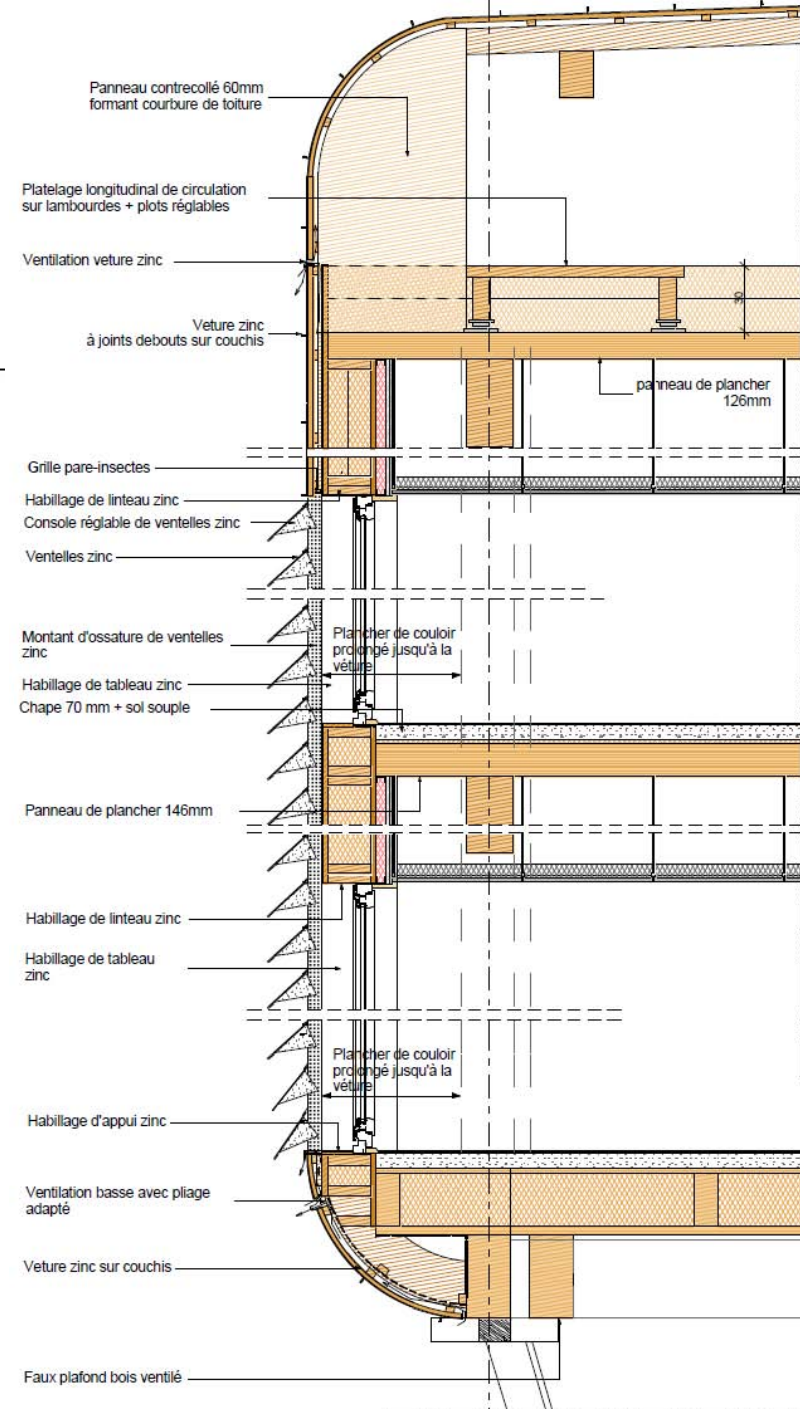 Panneau contrecollé 60mm
formant courbure de toiture
Platelage longitudinal de circulation
sur lambourdes + plots réglables
Ventilation veture zinc
30
Veture zinc
à joints debouts sur couchis
panneau de plancher
126mm
Grille pare-insectes
Habillage de linteau zinc
Console réglable de ventelles zinc
Ventelles zinc
Montant d'ossature de ventelles
zinc
Plancher de couloir
prolongé jusqu'à la
véture
Habillage de tableau zinc
Chape 70 mm + sol souple
Panneau de plancher 146mm
Habillage de linteau zinc
Habillage de tableau
zinc
Plancher de couloir
prolongé jusqu'à la
véture
Habillage d'appui zinc
Ventilation basse avec pliage
adapté
Veture zinc sur couchis
Faux plafond bois ventilé